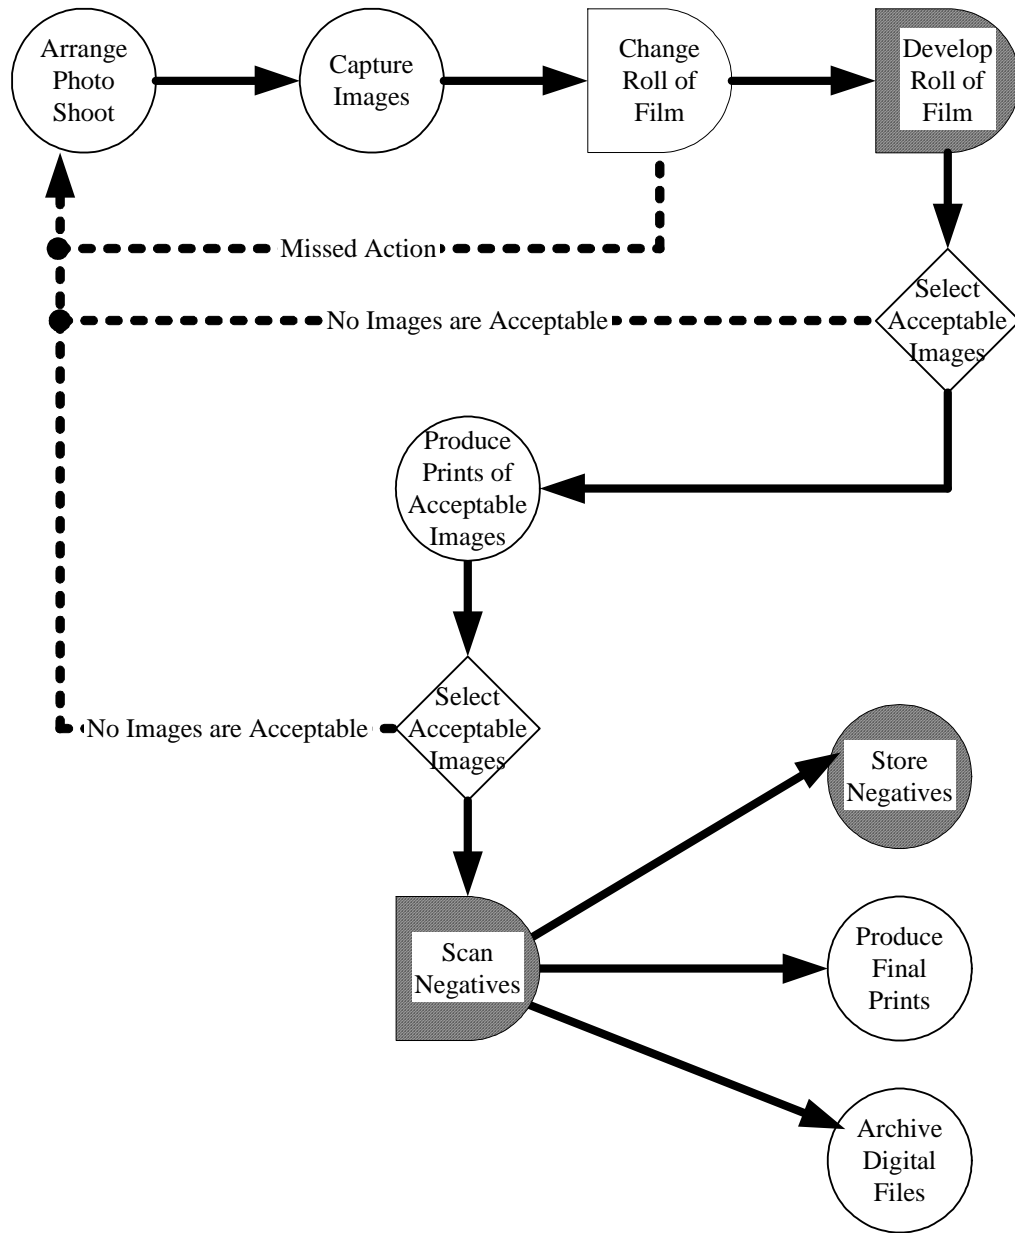 Arrange
Photo
Shoot
Capture
Images
Change
Roll of
Film
Develop
Roll of
Film
Missed Action
No Images are Acceptable
Select
Acceptable
Images
Produce
Prints of
Acceptable
Images
No Images are Acceptable
Select
Acceptable
Images
Store
Negatives
Scan
Negatives
Produce
Final
Prints
Archive
Digital
Files